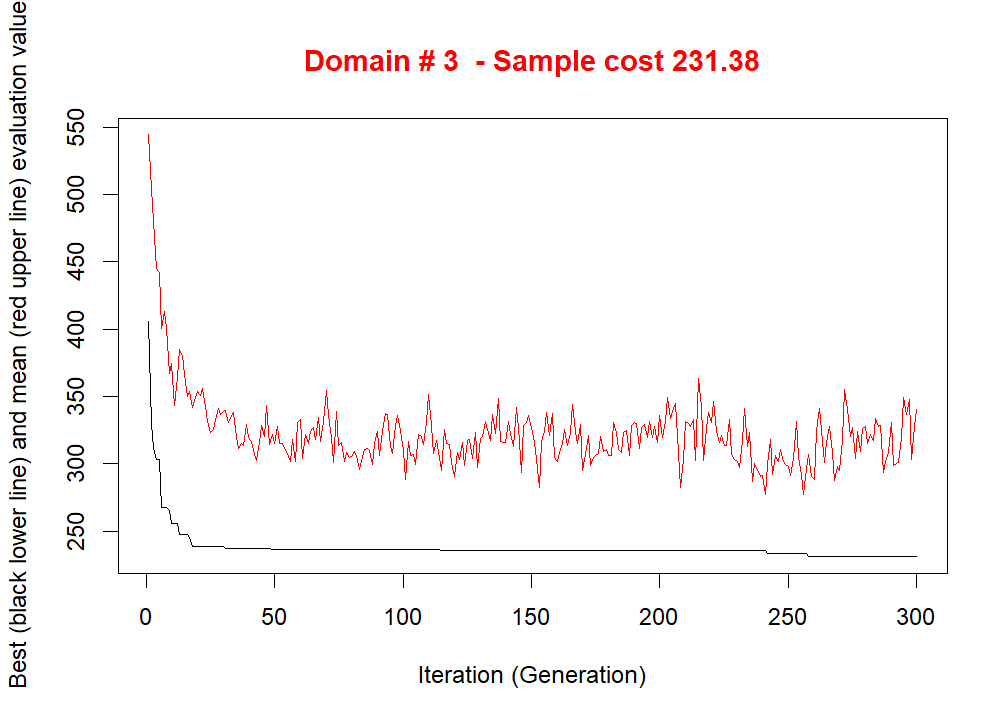 Domain # 3  - Sample cost 231.38
Best (black lower line) and mean (red upper line) evaluation value
550
500
450
400
350
300
250
0 50 100 150 200 250 300
Iteration (Generation)